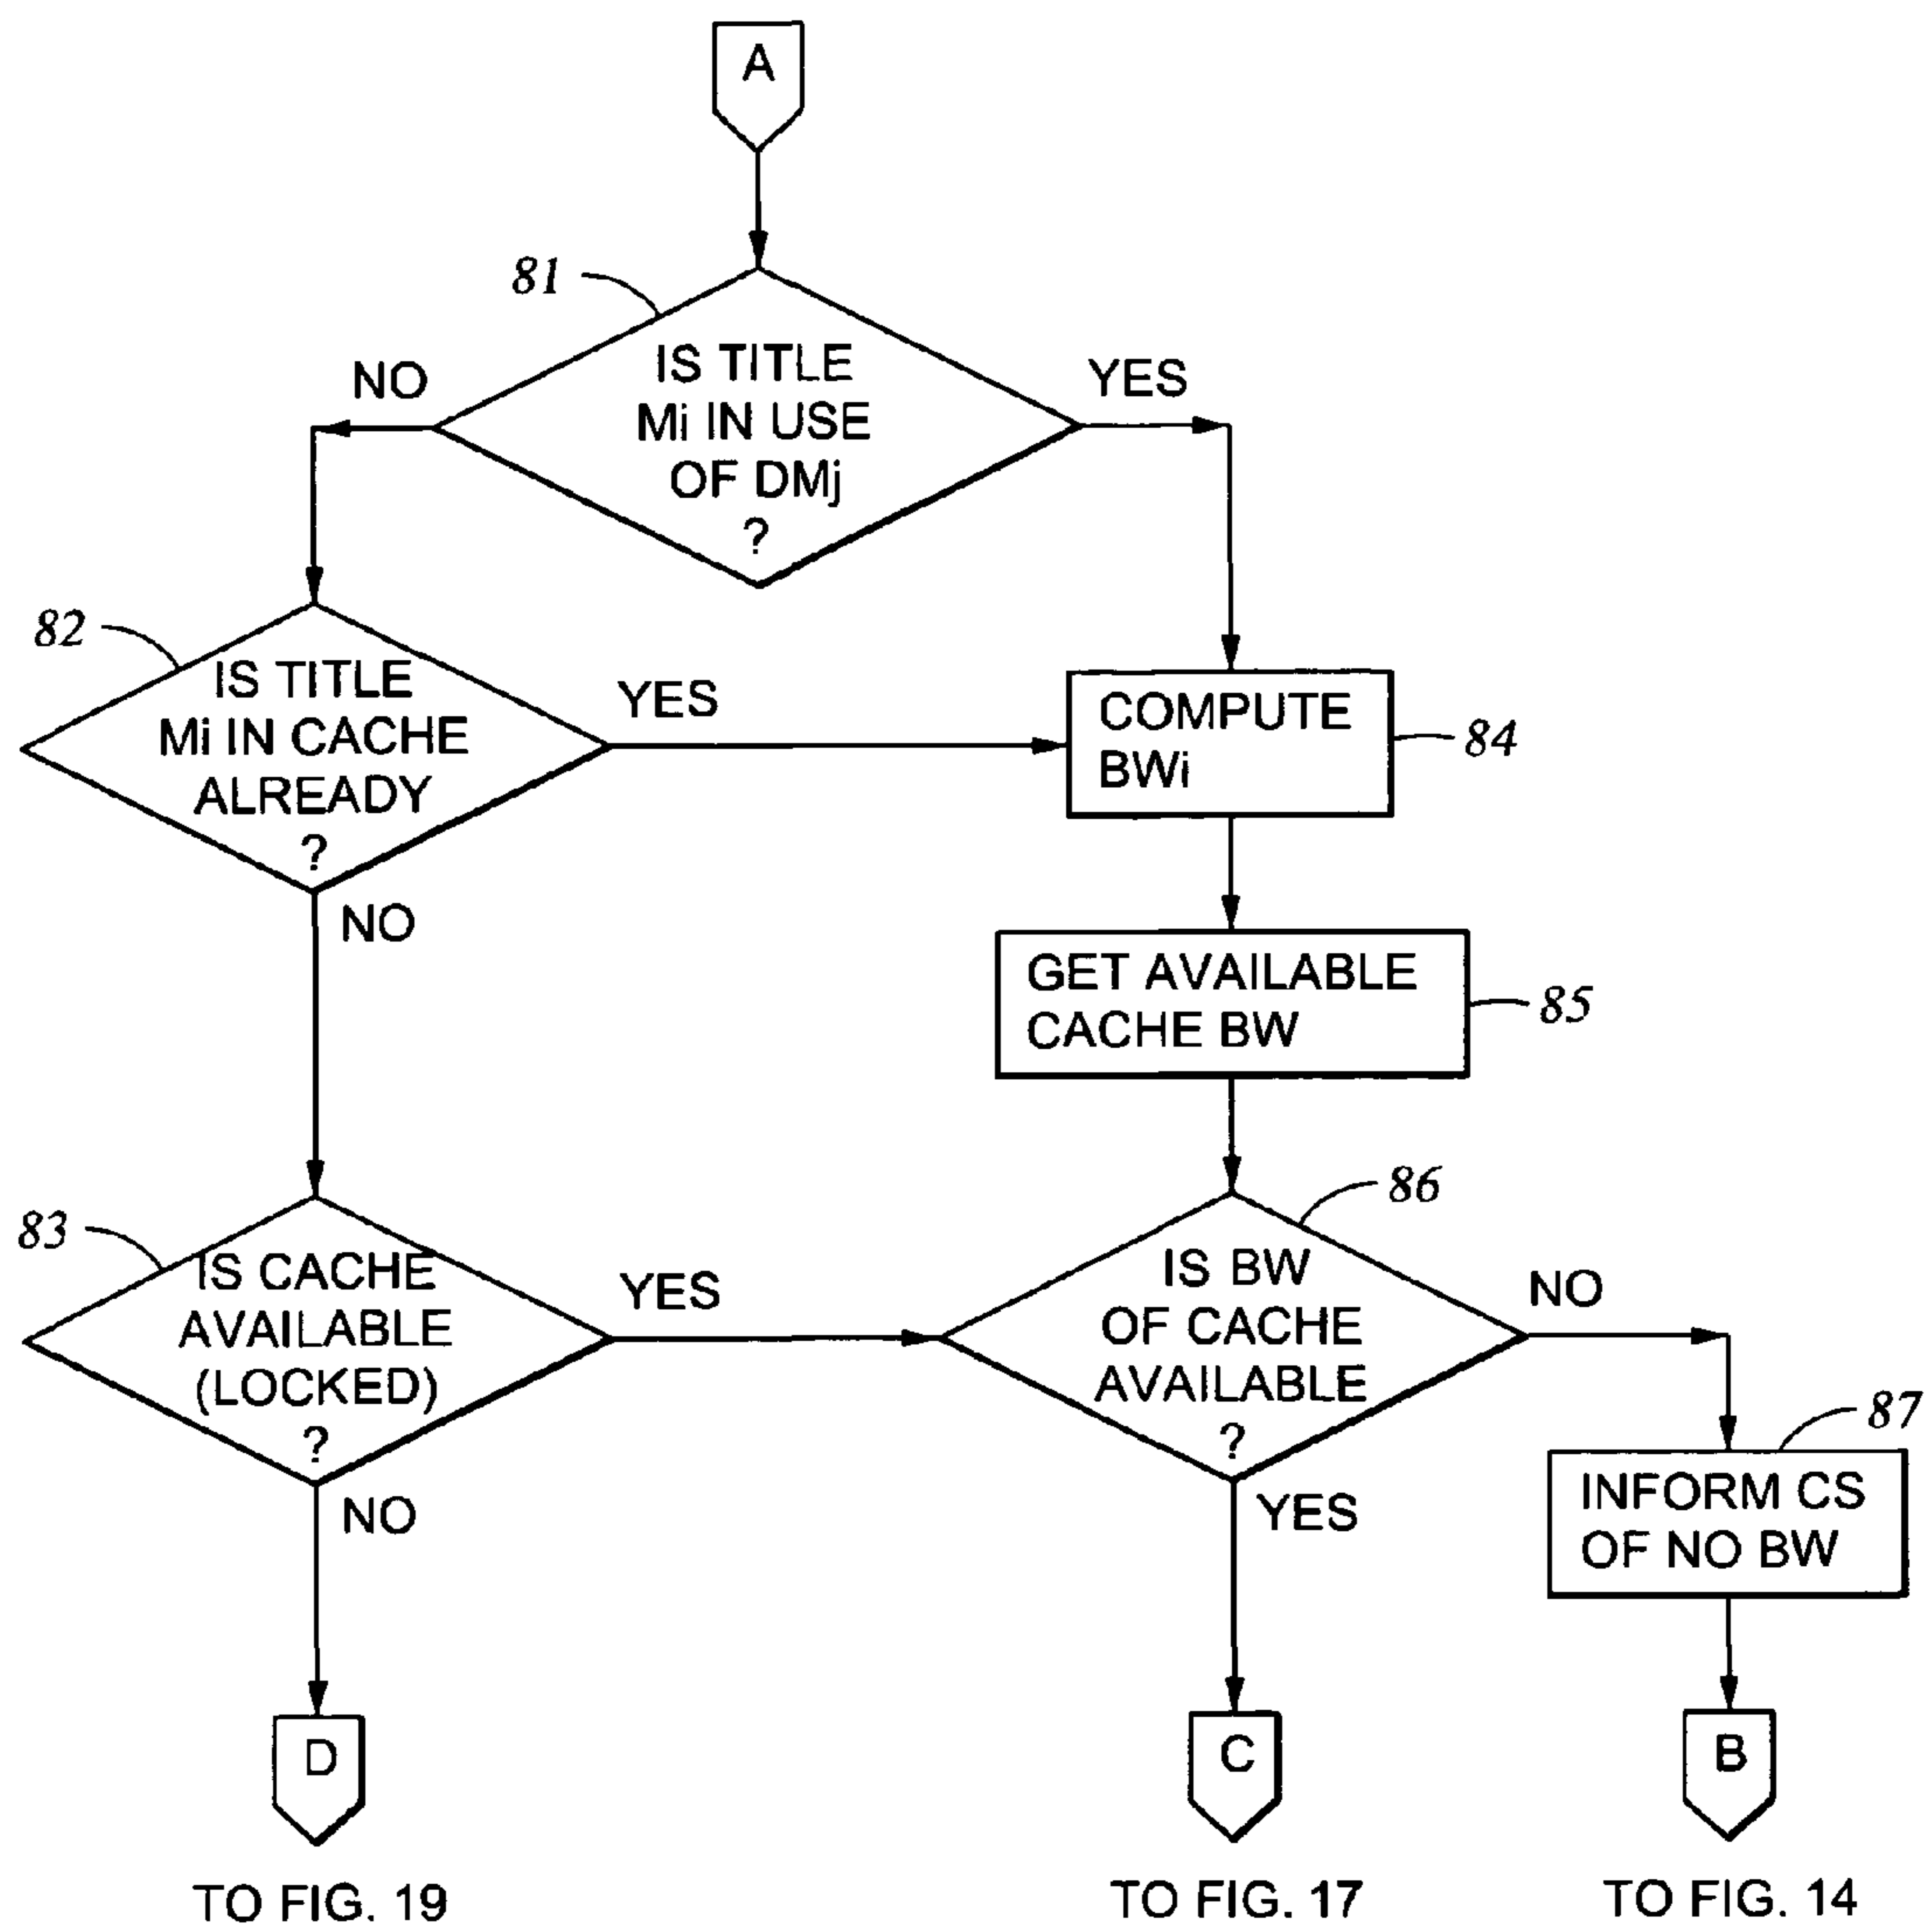 A
81
IS TITLE
Mi IN USE
OF DMj
?
NO
YES
82
IS TITLE
Mi IN CACHE
ALREADY
?
YES
NO
COMPUTE
BWi
84
GET AVAILABLE
CACHE BW
85
83
IS CACHE
AVAILABLE
(LOCKED)
?
YES
NO
86
IS BW
OF CACHE
AVAILABLE
?
NO
YES
87
INFORM CS
OF NO BW
D
C
B
TO FIG. 19
TO FIG. 17
TO FIG. 14